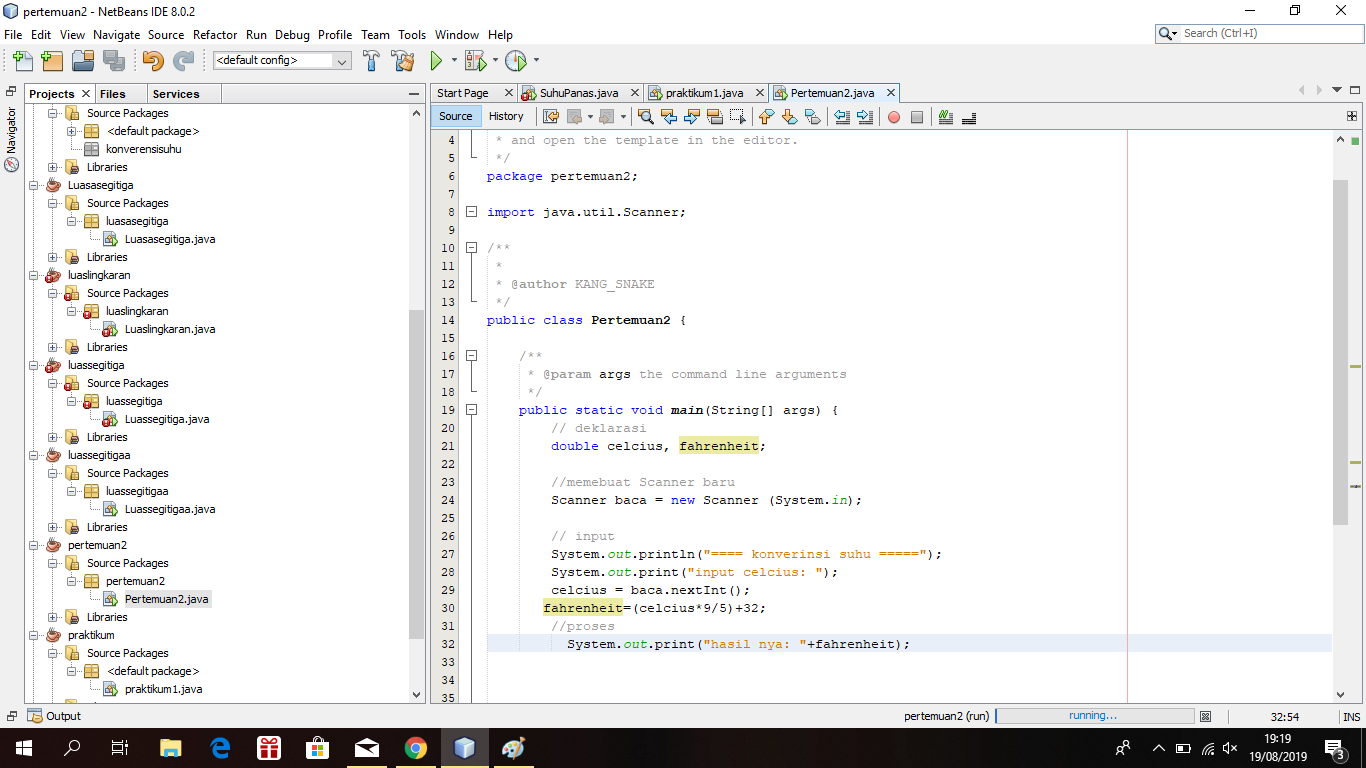 pertemuan2 - NetBeans IDE 8.0.2
File Edit View Navigate Source Refactor Run Debug Profile Team Tools Window Help
Search (Ctrl+I)
<default config>
Projects Files Services
Navigator
Source Packages
<default package>
konverensisuhu
Libraries
Luasasegitiga
Source Packages
luasasegitiga
Luasasegitiga.java
Libraries
luaslingkaran
Source Packages
luaslingkaran
Luaslingkaran.java
Libraries
luassegitiga
Source Packages
luassegitiga
Luassegitiga.java
Libraries
luassegitigaa
Source Packages
luassegitigaa
Luassegitigaa.java
Libraries
pertemuan2
Source Packages
pertemuan2
Pertemuan2.java
Libraries
praktikum
Source Packages
<default package>
praktikum1.java
Start Page SuhuPanas.java praktikum1.java Pertemuan2.java
Source History
4 * and open the template in the editor.
5 */
6 package pertemuan2;
7
8 import java.util.Scanner;
9
10 /**
11 *
12 * @author KANG_SNAKE
13 */
14 public class Pertemuan2 {
15
16 /**
17 * @param args the command line arguments
18 */
19 public static void main(String[] args) {
20 // deklarasi
21 double celcius, fahrenheit;
22
23 //memebuat Scanner baru
24 Scanner baca = new Scanner (System.in);
25
26 // input
27 System.out.println("==== konverinsi suhu =====");
28 System.out.print("input celcius: ");
29 celcius = baca.nextInt();
30 fahrenheit=(celcius*9/5)+32;
31 //proses
32 System.out.print("hasil nya: "+fahrenheit);
33
34
35
Output
pertemuan2 (run) running... 32:54 INS
19:19
19/08/2019
3